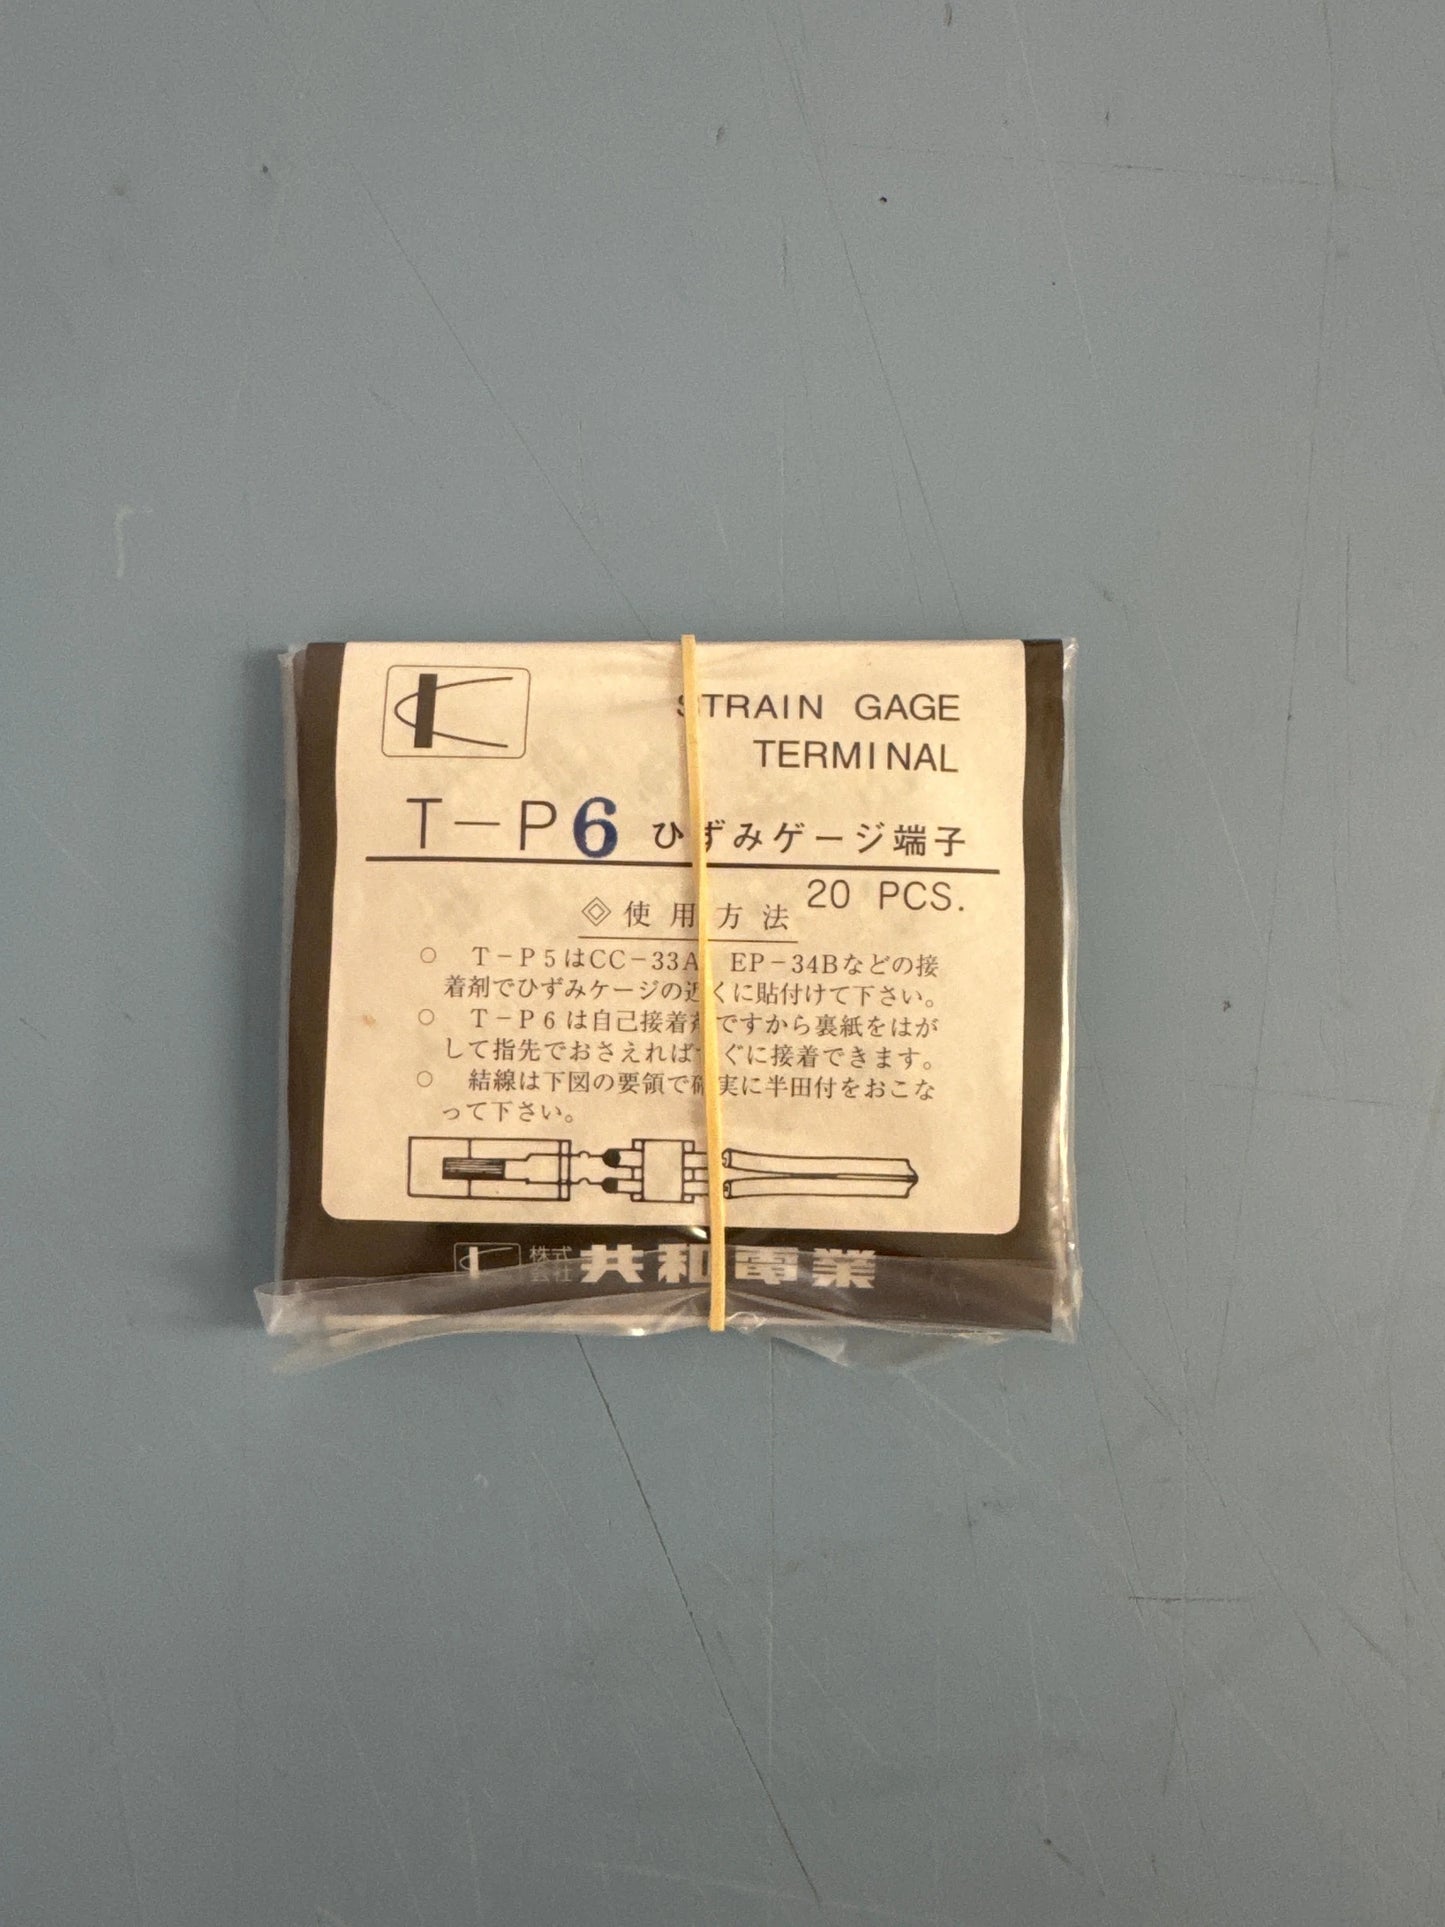 STRAIN GAGE
TERMINAL
T-P6 ひずみゲージ端子
20 PCS.
◎使用方法
○ T-P5はCC-33A EP-34Bなどの接
着剤でひずみゲージの近くに貼付けて下さい。
○ T-P6は自己接着剤ですから裏紙をはが
して指先でおさえればすぐに接着できます。
○ 結線は下図の要領で確実に半田付をおこな
って下さい。
株式会社 共和電業